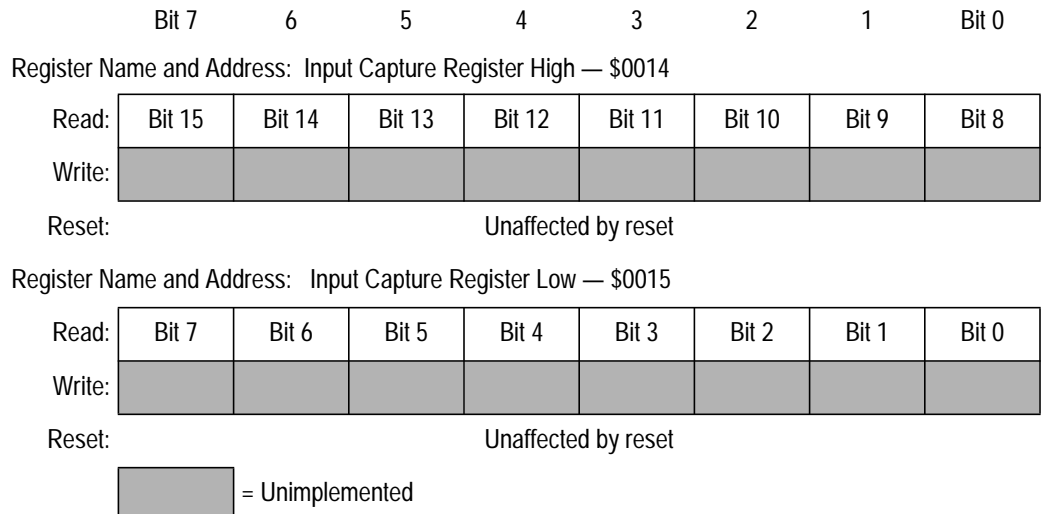 Bit 7 6 5 4 3 2 1 Bit 0
Register Name and Address: Input Capture Register High — $0014
Read: Bit 15 Bit 14 Bit 13 Bit 12 Bit 11 Bit 10 Bit 9 Bit 8
Write:
Reset: Unaffected by reset
Register Name and Address: Input Capture Register Low — $0015
Read: Bit 7 Bit 6 Bit 5 Bit 4 Bit 3 Bit 2 Bit 1 Bit 0
Write:
Reset: Unaffected by reset
= Unimplemented